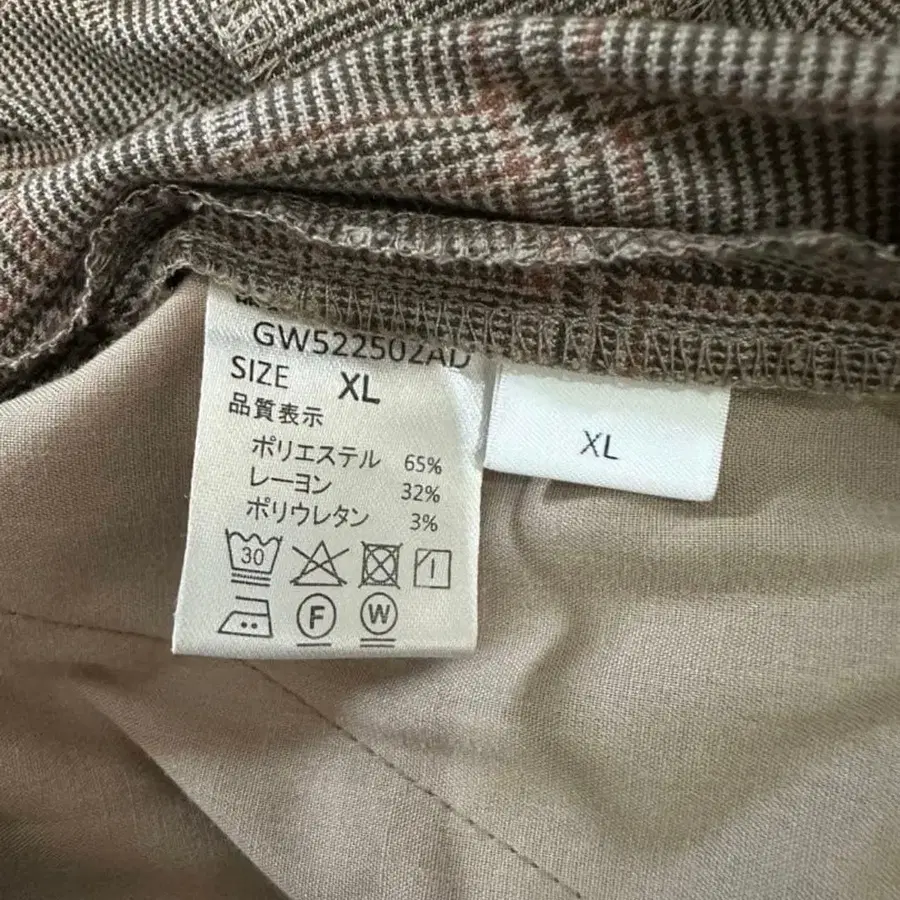 GW522502AD
SIZE XL
品質表示
ポリエステル 65%
レーヨン 32%
ポリウレタン 3%
30
F W
XL